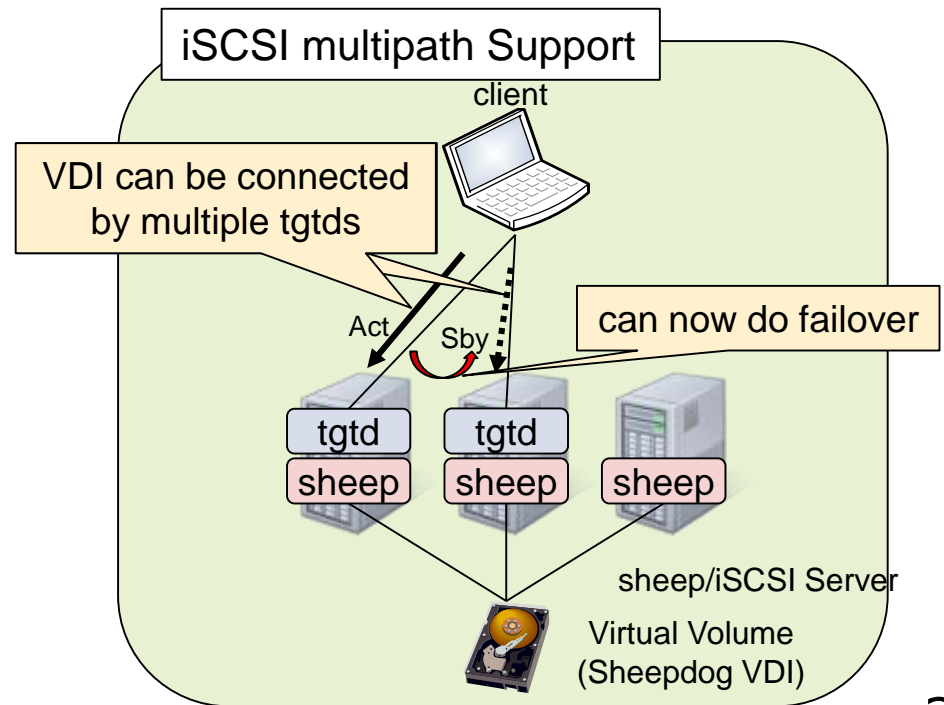 iSCSI multipath Support
client
VDI can be connected
by multiple tgtds
can now do failover
Act
Sby
tgtd
tgtd
sheep
sheep
sheep
sheep/iSCSI Server
Virtual Volume
(Sheepdog VDI)